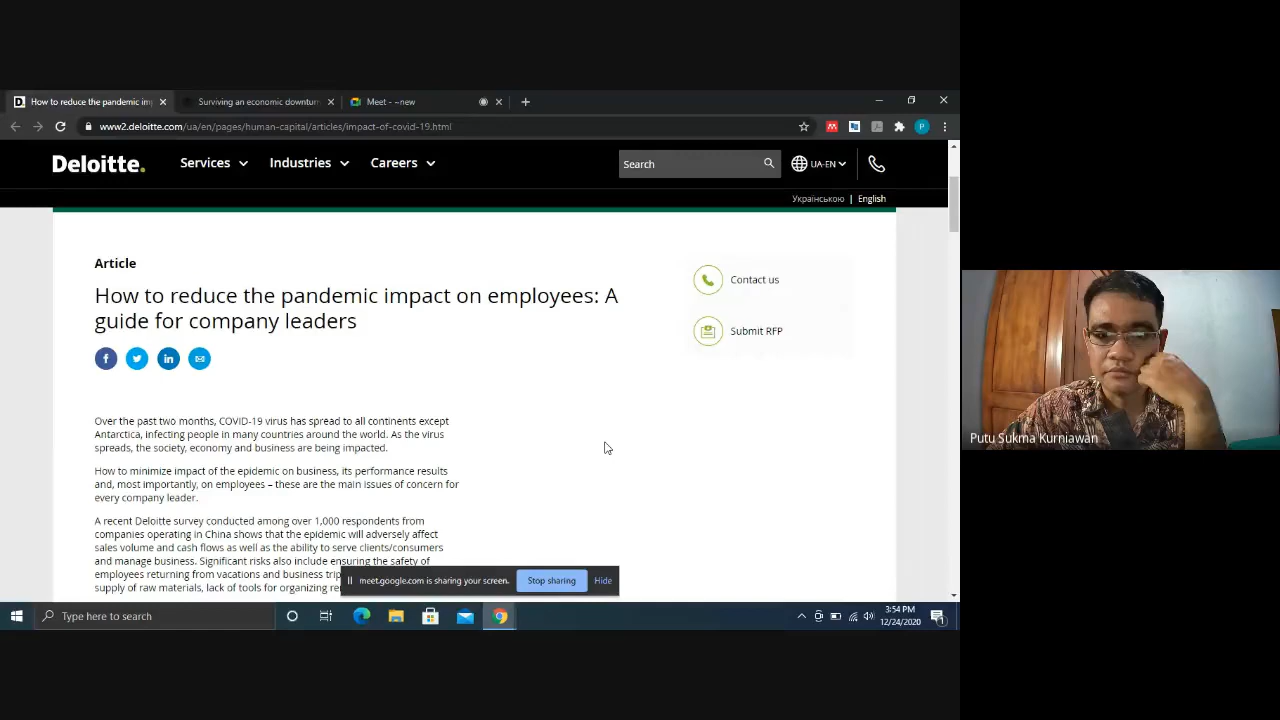 How to reduce the pandemic im
Surviving an economic downturn
Meet - ~new
www2.deloitte.com/ua/en/pages/human-capital/articles/impact-of-covid-19.html
P
Deloitte.
Services
Industries
Careers
Search
UA-EN
Українською | English
Article
How to reduce the pandemic impact on employees: A
guide for company leaders
Contact us
Submit RFP
Over the past two months, COVID-19 virus has spread to all continents except
Antarctica, infecting people in many countries around the world. As the virus
spreads, the society, economy and business are being impacted.
How to minimize impact of the epidemic on business, its performance results
and, most importantly, on employees – these are the main issues of concern for
every company leader.
A recent Deloitte survey conducted among over 1,000 respondents from
companies operating in China shows that the epidemic will adversely affect
sales volume and cash flows as well as the ability to serve clients/consumers
and manage business. Significant risks also include ensuring the safety of
employees returning from vacations and business trip
supply of raw materials, lack of tools for organizing re
meet.google.com is sharing your screen.
Stop sharing
Hide
Putu Sukma Kurniawan
Type here to search
3:54 PM
12/24/2020
1